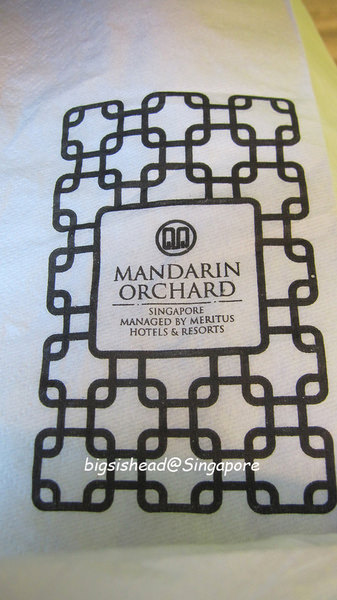 MANDARIN
ORCHARD
SINGAPORE
MANAGED BY MERITUS
HOTELS & RESORTS
bigsishead@Singapore